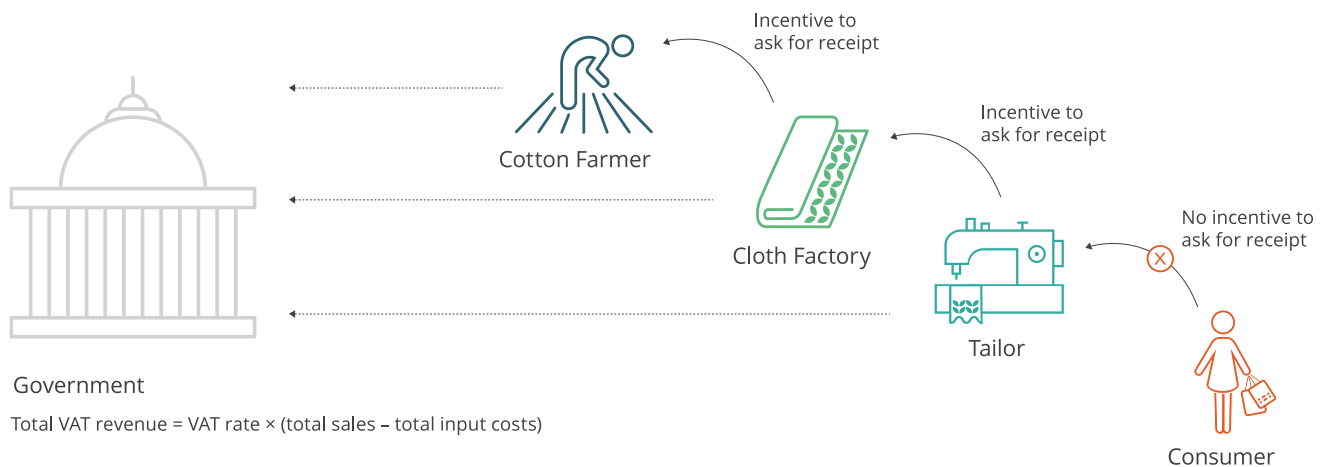 Incentive to
ask for receipt
Cotton Farmer
Incentive to
ask for receipt
Cloth Factory
No incentive to
ask for receipt
X
Tailor
Government
Total VAT revenue = VAT rate × (total sales – total input costs)
Consumer